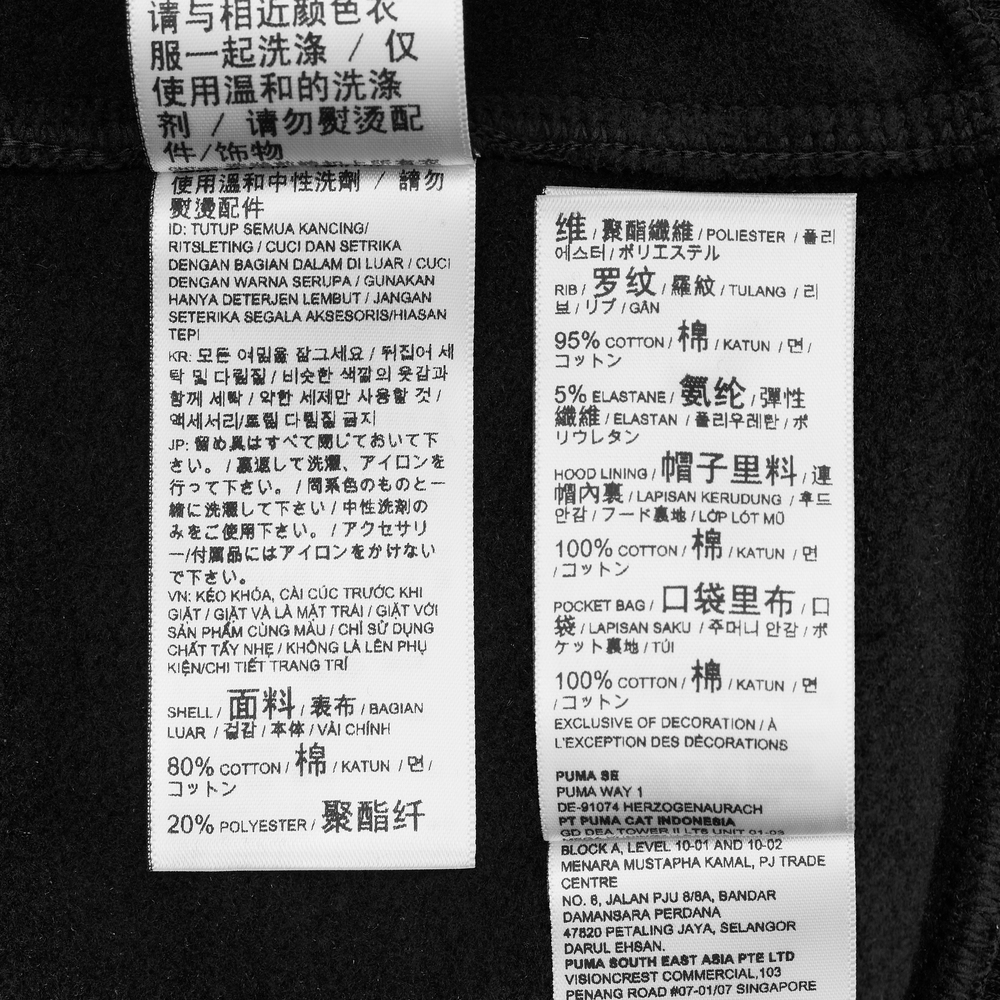 请与相近颜色衣
服一起洗涤 / 仅
使用温和的洗涤
剂 / 请勿熨烫配
件/饰物
使用溫和中性洗劑 / 請勿
熨燙配件
ID: TUTUP SEMUA KANCING/
RITSLETING / CUCI DAN SETRIKA
DENGAN BAGIAN DALAM DI LUAR / CUCI
DENGAN WARNA SERUPA / GUNAKAN
HANYA DETERJEN LEMBUT / JANGAN
SETERIKA SEGALA AKSESORIS/HIASAN
TEPI
KR: 모든 여밈을 잠그세요 / 뒤집어 세
탁 및 다림질 / 비슷한 색깔의 옷감과
함께 세탁 / 약한 세제만 사용할 것 /
액세서리/트림 다림질 금지
JP: 留め具はすべて閉じておいて下
さい。 / 裏返して洗濯、アイロンを
行って下さい。 / 同系色のものと一
緒に洗濯して下さい / 中性洗剤の
みをご使用下さい。 / アクセサリ
ー/付属品にはアイロンをかけない
で下さい。
VN: KÉO KHÓA, CÀI CÚC TRƯỚC KHI
GIẶT / GIẶT VÀ LÀ MẶT TRÁI / GIẶT VỚI
SẢN PHẨM CÙNG MÀU / CHỈ SỬ DỤNG
CHẤT TẨY NHẸ / KHÔNG LÀ LÊN PHỤ
KIỆN/CHI TIẾT TRANG TRÍ
SHELL / 面料 / 表布 / BAGIAN
LUAR / 겉감 / 本体 / VẢI CHÍNH
80% COTTON / 棉 / KATUN / 면 /
コットン
20% POLYESTER / 聚酯纤
维 / 聚酯纖維 / POLIESTER / 폴리
에스터 / ポリエステル
RIB / 罗纹 / 羅紋 / TULANG / 리
브 / リブ / GÂN
95% COTTON / 棉 / KATUN / 면 /
コットン
5% ELASTANE / 氨纶 / 彈性
纖維 / ELASTAN / 폴리우레탄 / ポ
リウレタン
HOOD LINING / 帽子里料 / 連
帽內裏 / LAPISAN KERUDUNG / 후드
안감 / フード裏地 / LỚP LÓT MŨ
100% COTTON / 棉 / KATUN / 면
/ コットン
POCKET BAG / 口袋里布 / 口
袋 / LAPISAN SAKU / 주머니 안감 / ポ
ケット裏地 / TÚI
100% COTTON / 棉 / KATUN / 면
/ コットン
EXCLUSIVE OF DECORATION / À
L'EXCEPTION DES DÉCORATIONS
PUMA SE
PUMA WAY 1
DE-91074 HERZOGENAURACH
PT PUMA CAT INDONESIA
GD DEA TOWER II LT5 UNIT 01-03
BLOCK A, LEVEL 10-01 AND 10-02
MENARA MUSTAPHA KAMAL, PJ TRADE
CENTRE
NO. 8, JALAN PJU 8/8A, BANDAR
DAMANSARA PERDANA
47820 PETALING JAYA, SELANGOR
DARUL EHSAN.
PUMA SOUTH EAST ASIA PTE LTD
VISIONCREST COMMERCIAL,103
PENANG ROAD #07-01/07 SINGAPORE